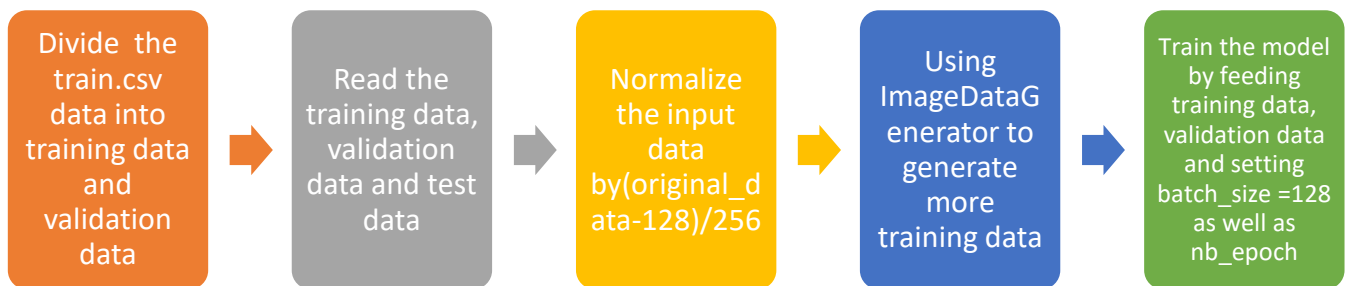 Divide the
train.csv
data into
training data
and
validation
data
Read the
training data,
validation
data and test
data
Normalize
the input
data
by(original_d
ata-128)/256
Using
ImageDataG
enerator to
generate
more
training data
Train the model
by feeding
training data,
validation data
and setting
batch_size =128
as well as
nb_epoch